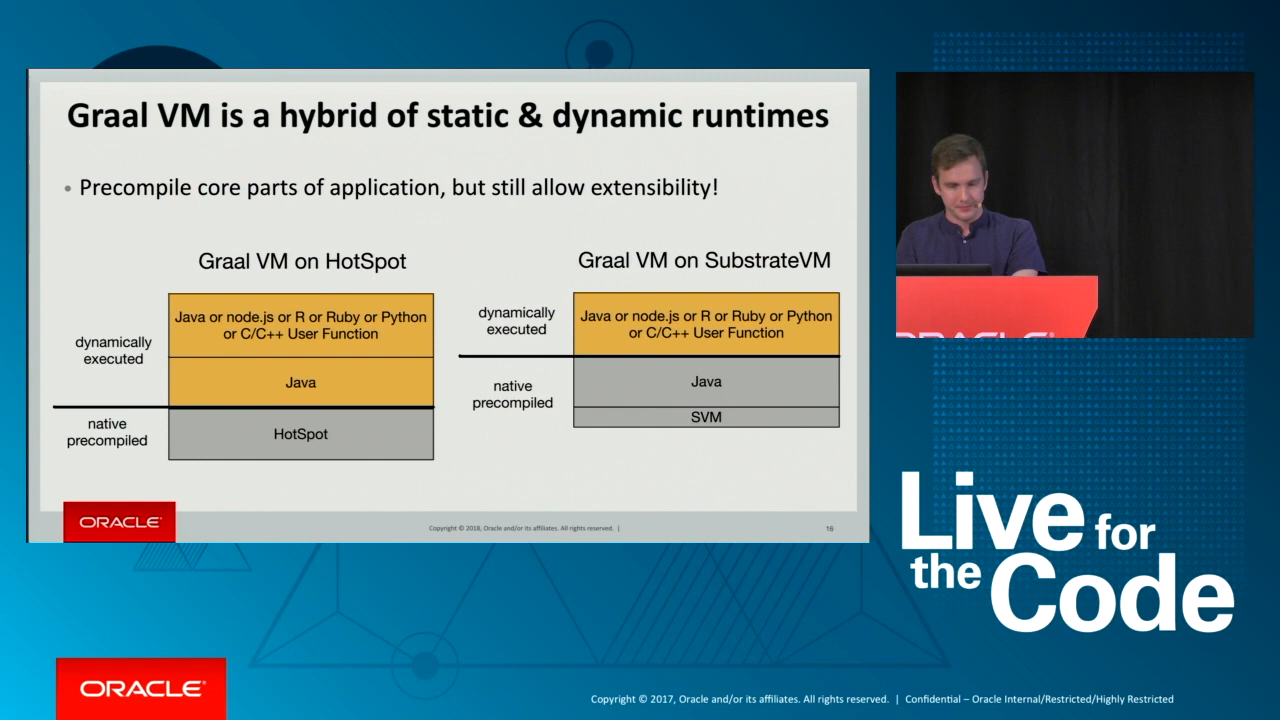 Graal VM is a hybrid of static & dynamic runtimes
• Precompile core parts of application, but still allow extensibility!
Graal VM on HotSpot
dynamically
executed
Java or node.js or R or Ruby or Python
or C/C++ User Function
Java
native
precompiled
HotSpot
Graal VM on SubstrateVM
dynamically
executed
Java or node.js or R or Ruby or Python
or C/C++ User Function
native
precompiled
Java
SVM
ORACLE®
Copyright © 2018, Oracle and/or its affiliates. All rights reserved. |
16
ORACLE
Live for
the Code
ORACLE®
Copyright © 2017, Oracle and/or its affiliates. All rights reserved. | Confidential – Oracle Internal/Restricted/Highly Restricted